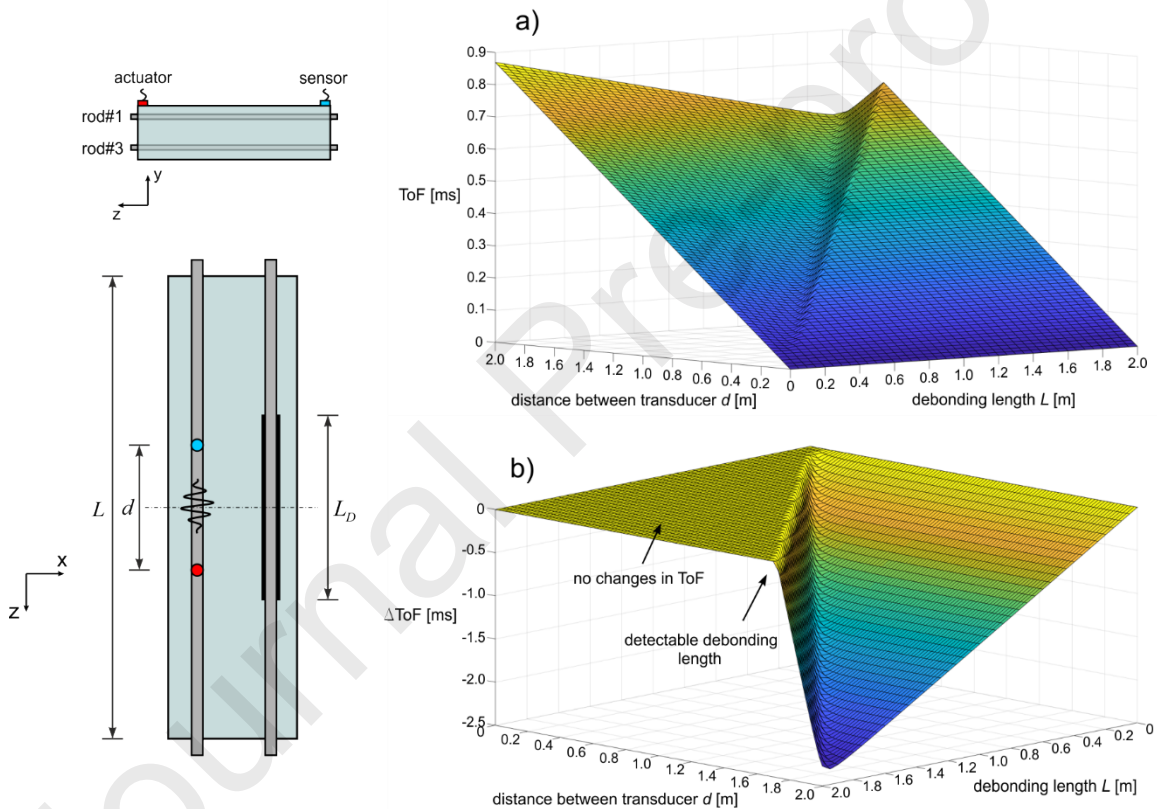 a)
actuator
sensor
rod#1
rod#3
y
z
ToF [ms]
0.9
0.8
0.7
0.6
0.5
0.4
0.3
0.2
0.1
0
2.0 1.8 1.6 1.4 1.2 1.0 0.8 0.6 0.4 0.2 0
0.2 0.4 0.6 0.8 1.0 1.2 1.4 1.6 1.8 2.0
distance between transducer d [m]
debonding length L [m]
L
d
L_D
x
z
b)
ΔToF [ms]
0
-0.5
-1.0
-1.5
-2.0
-2.5
no changes in ToF
detectable debonding
length
0 0.2 0.4 0.6 0.8 1.0 1.2 1.4 1.6 1.8 2.0
2.0 1.8 1.6 1.4 1.2 1.0 0.8 0.6 0.4 0.2 0
distance between transducer d [m]
debonding length L [m]
Journal Pre-pro